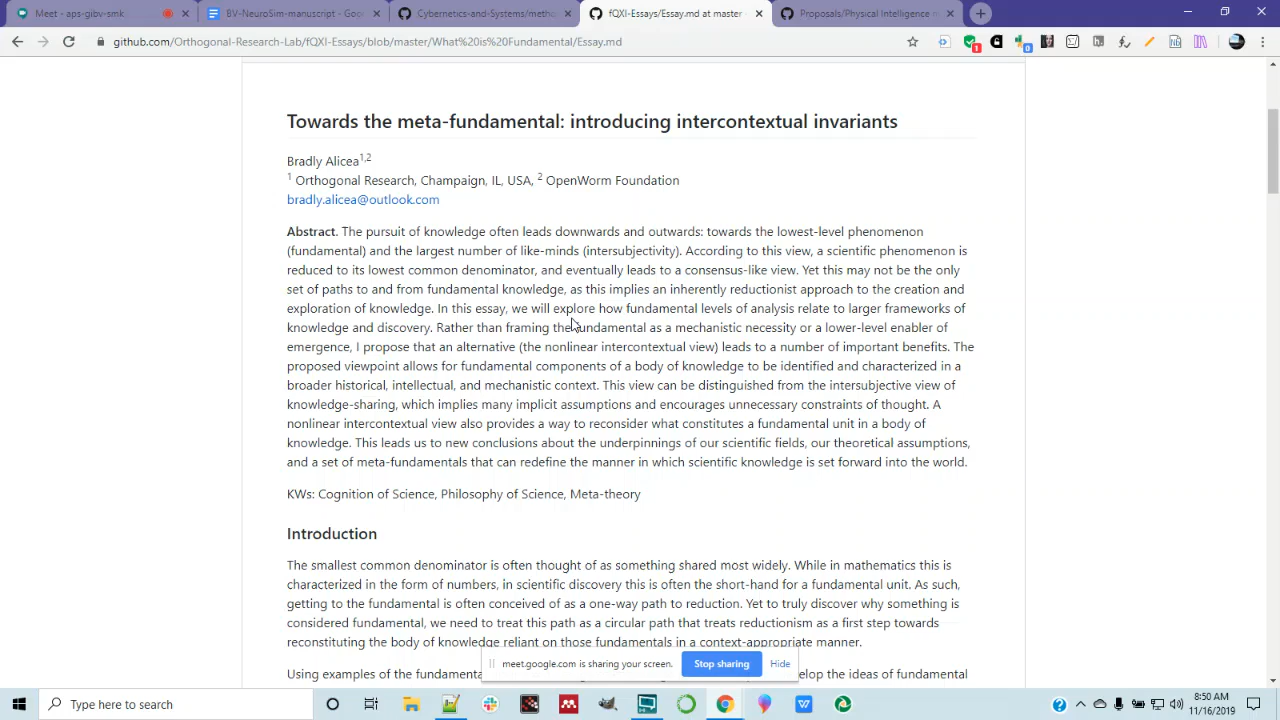 Meet - aps-gibv-smk
BV-NeuroSim-manuscript - Goo
Cybernetics-and-Systems/metho
fQXI-Essays/Essay.md at master
Proposals/Physical Intelligence n
github.com/Orthogonal-Research-Lab/fQXI-Essays/blob/master/What%20is%20Fundamental/Essay.md
Towards the meta-fundamental: introducing intercontextual invariants
Bradly Alicea1,2
1 Orthogonal Research, Champaign, IL, USA, 2 OpenWorm Foundation
bradly.alicea@outlook.com
Abstract. The pursuit of knowledge often leads downwards and outwards: towards the lowest-level phenomenon
(fundamental) and the largest number of like-minds (intersubjectivity). According to this view, a scientific phenomenon is
reduced to its lowest common denominator, and eventually leads to a consensus-like view. Yet this may not be the only
set of paths to and from fundamental knowledge, as this implies an inherently reductionist approach to the creation and
exploration of knowledge. In this essay, we will explore how fundamental levels of analysis relate to larger frameworks of
knowledge and discovery. Rather than framing the fundamental as a mechanistic necessity or a lower-level enabler of
emergence, I propose that an alternative (the nonlinear intercontextual view) leads to a number of important benefits. The
proposed viewpoint allows for fundamental components of a body of knowledge to be identified and characterized in a
broader historical, intellectual, and mechanistic context. This view can be distinguished from the intersubjective view of
knowledge-sharing, which implies many implicit assumptions and encourages unnecessary constraints of thought. A
nonlinear intercontextual view also provides a way to reconsider what constitutes a fundamental unit in a body of
knowledge. This leads us to new conclusions about the underpinnings of our scientific fields, our theoretical assumptions,
and a set of meta-fundamentals that can redefine the manner in which scientific knowledge is set forward into the world.
KWs: Cognition of Science, Philosophy of Science, Meta-theory
Introduction
The smallest common denominator is often thought of as something shared most widely. While in mathematics this is
characterized in the form of numbers, in scientific discovery this is often the short-hand for a fundamental unit. As such,
getting to the fundamental is often conceived of as a one-way path to reduction. Yet to truly discover why something is
considered fundamental, we need to treat this path as a circular path that treats reductionism as a first step towards
reconstituting the body of knowledge reliant on those fundamentals in a context-appropriate manner.
meet.google.com is sharing your screen. Stop sharing Hide
Using examples of the fundamenta elop the ideas of fundamental
Type here to search
8:50 AM
11/16/2019